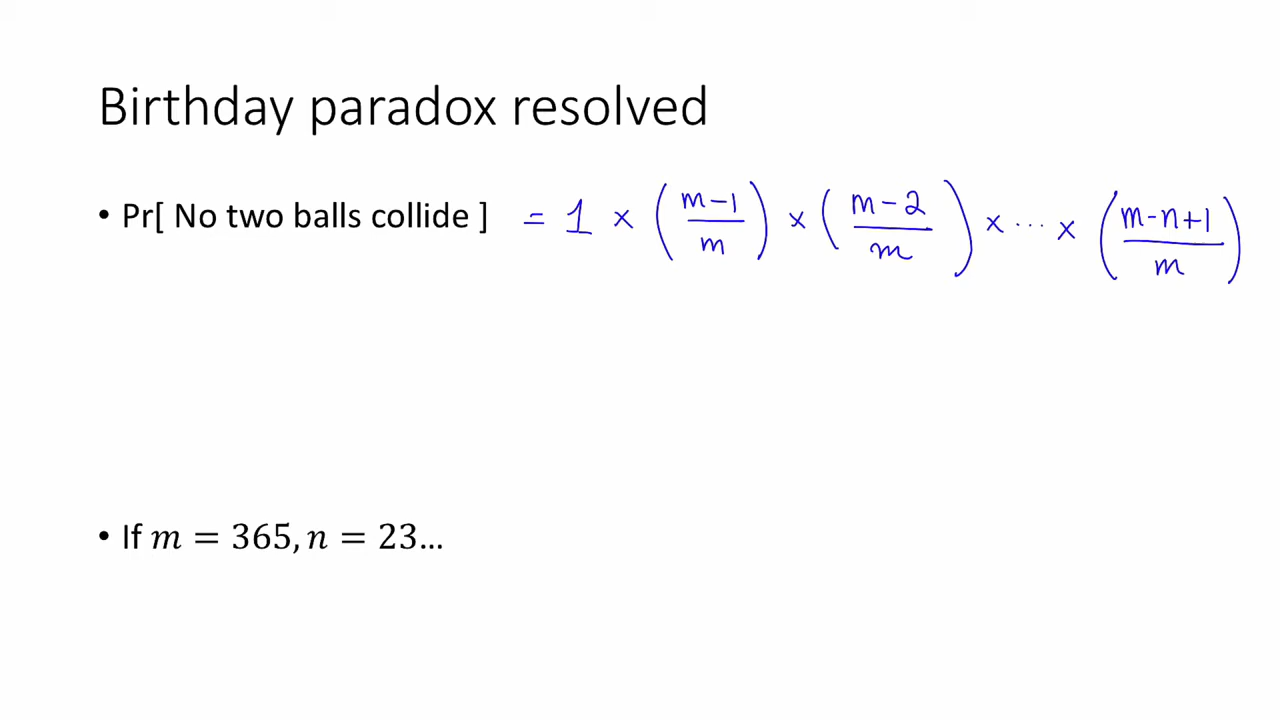 Birthday paradox resolved
• Pr[ No two balls collide ] = 1 × ((m-1)/m) × ((m-2)/m) × ··· × ((m-n+1)/m)
• If m = 365, n = 23…